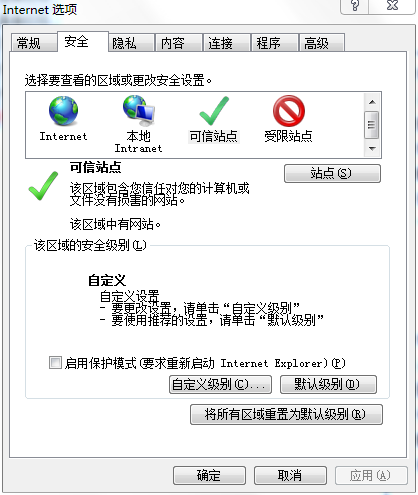 Internet 选项
常规 安全 隐私 内容 连接 程序 高级
选择要查看的区域或更改安全设置。
Internet 本地 Intranet 可信站点 受限站点
可信站点
站点(S)
该区域包含您信任对您的计算机或
文件没有损害的网站。
该区域中有网站。
该区域的安全级别(L)
自定义
自定义设置
- 要更改设置，请单击“自定义级别”
- 要使用推荐的设置，请单击“默认级别”
启用保护模式(要求重新启动 Internet Explorer)(P)
自定义级别(C)... 默认级别(D)
将所有区域重置为默认级别(R)
确定 取消 应用(A)